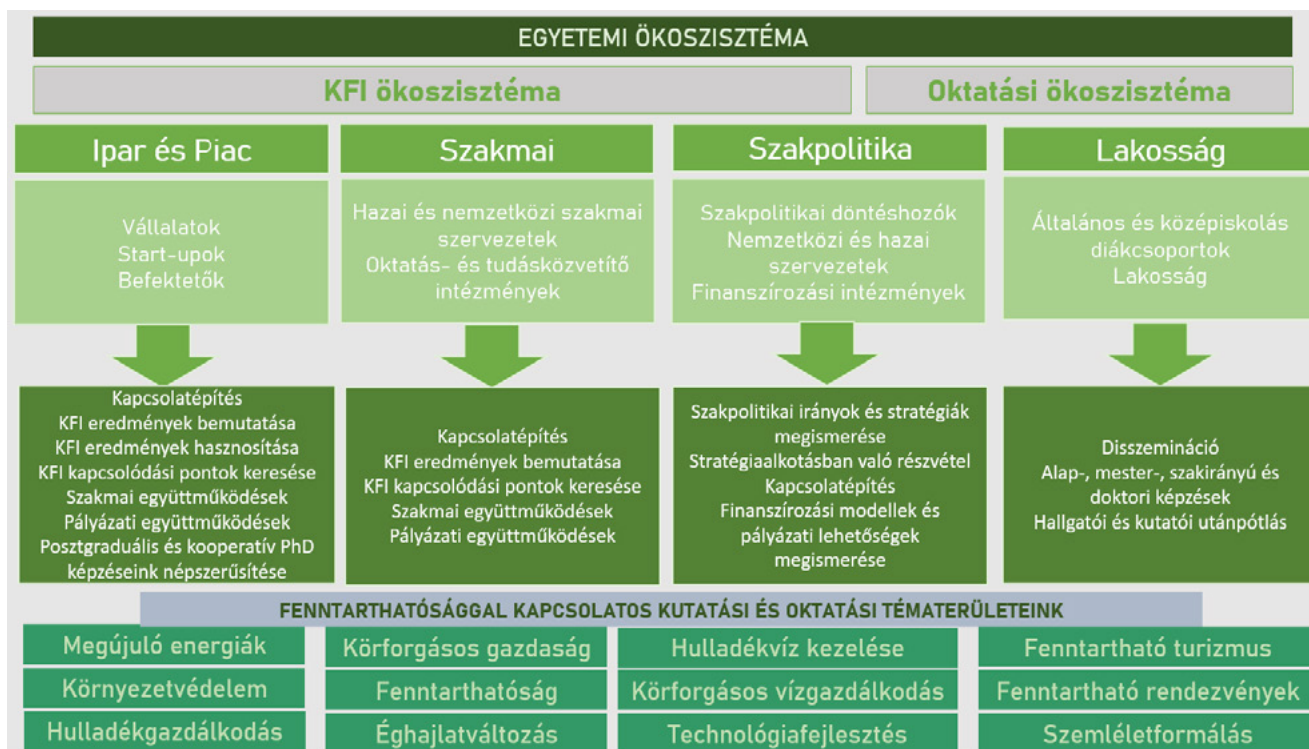 EGYETEMI ÖKOSZISZTÉMA
KFI ökoszisztéma
Oktatási ökoszisztéma
Ipar és Piac
Vállalatok
Start-upok
Befektetők
Kapcsolatépítés
KFI eredmények bemutatása
KFI eredmények hasznosítása
KFI kapcsolódási pontok keresése
Szakmai együttműködések
Pályázati együttműködések
Posztgraduális és kooperatív PhD
képzéseink népszerűsítése
Szakmai
Hazai és nemzetközi szakmai
szervezetek
Oktatás- és tudásközvetítő
intézmények
Kapcsolatépítés
KFI eredmények bemutatása
KFI kapcsolódási pontok keresése
Szakmai együttműködések
Pályázati együttműködések
Szakpolitika
Szakpolitikai döntéshozók
Nemzetközi és hazai
szervezetek
Finanszírozási intézmények
Szakpolitikai irányok és stratégiák
megismerése
Stratégiaalkotásban való részvétel
Kapcsolatépítés
Finanszírozási modellek és
pályázati lehetőségek
megismerése
Lakosság
Általános és középiskolás
diákcsoportok
Lakosság
Disszemináció
Alap-, mester-, szakirányú és
doktori képzések
Hallgatói és kutatói utánpótlás
FENNTARTHATÓSÁGGAL KAPCSOLATOS KUTATÁSI ÉS OKTATÁSI TÉMATERÜLETEINK
Megújuló energiák
Körforgásos gazdaság
Hulladékvíz kezelése
Fenntartható turizmus
Környezetvédelem
Fenntarthatóság
Körforgásos vízgazdálkodás
Fenntartható rendezvények
Hulladékgazdálkodás
Éghajlatváltozás
Technológiafejlesztés
Szemléletformálás